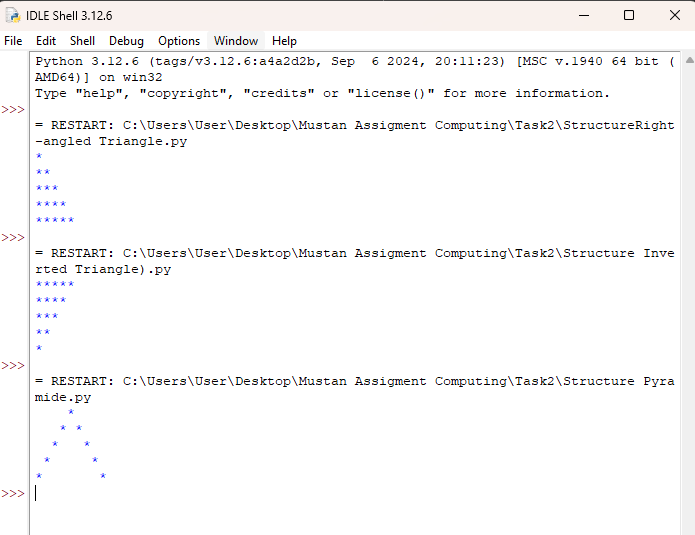 IDLE Shell 3.12.6
File Edit Shell Debug Options Window Help
Python 3.12.6 (tags/v3.12.6:a4a2d2b, Sep  6 2024, 20:11:23) [MSC v.1940 64 bit (
AMD64)] on win32
Type "help", "copyright", "credits" or "license()" for more information.
>>>
= RESTART: C:\Users\User\Desktop\Mustan Assigment Computing\Task2\StructureRight
-angled Triangle.py
*
**
***
****
*****
>>>
= RESTART: C:\Users\User\Desktop\Mustan Assigment Computing\Task2\Structure Inve
rted Triangle).py
*****
****
***
**
*
>>>
= RESTART: C:\Users\User\Desktop\Mustan Assigment Computing\Task2\Structure Pyra
mide.py
    *
   * *
  *   *
 *     *
*       *
>>>